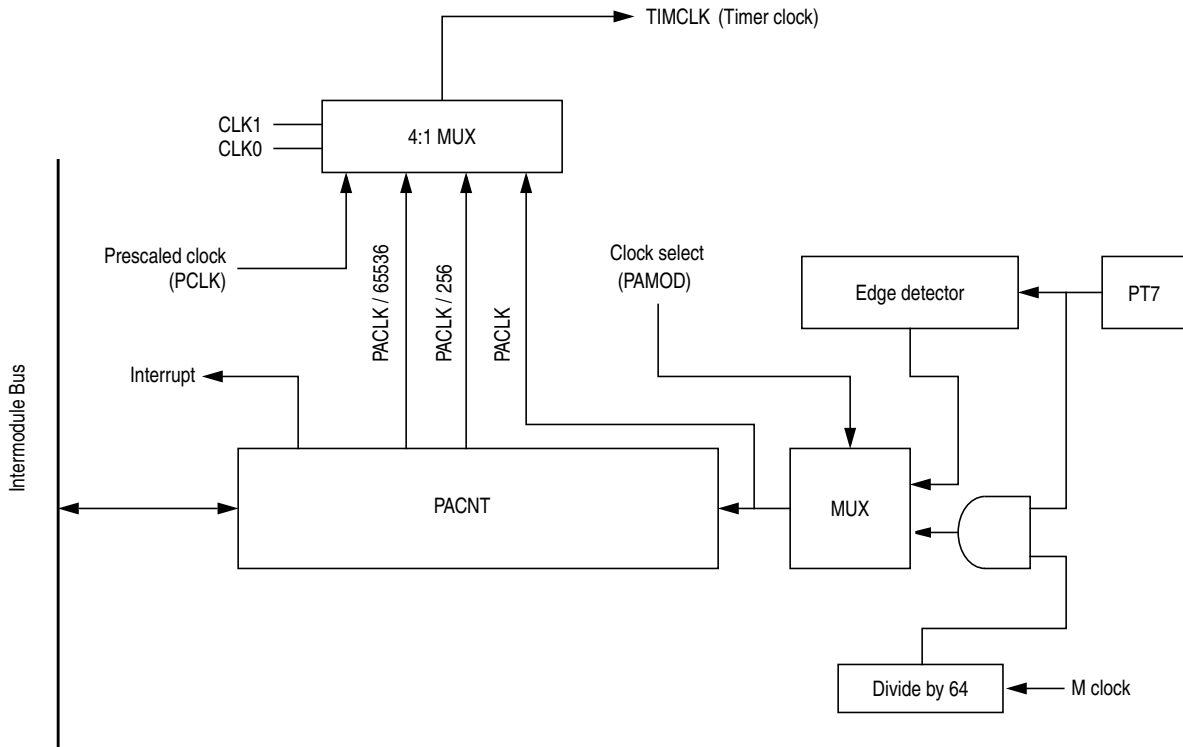 TIMCLK (Timer clock)
CLK1
CLK0
4:1 MUX
Prescaled clock
(PCLK)
PACLK / 65536
PACLK / 256
PACLK
Clock select
(PAMOD)
Edge detector
PT7
Interrupt
Intermodule Bus
PACNT
MUX
Divide by 64
M clock